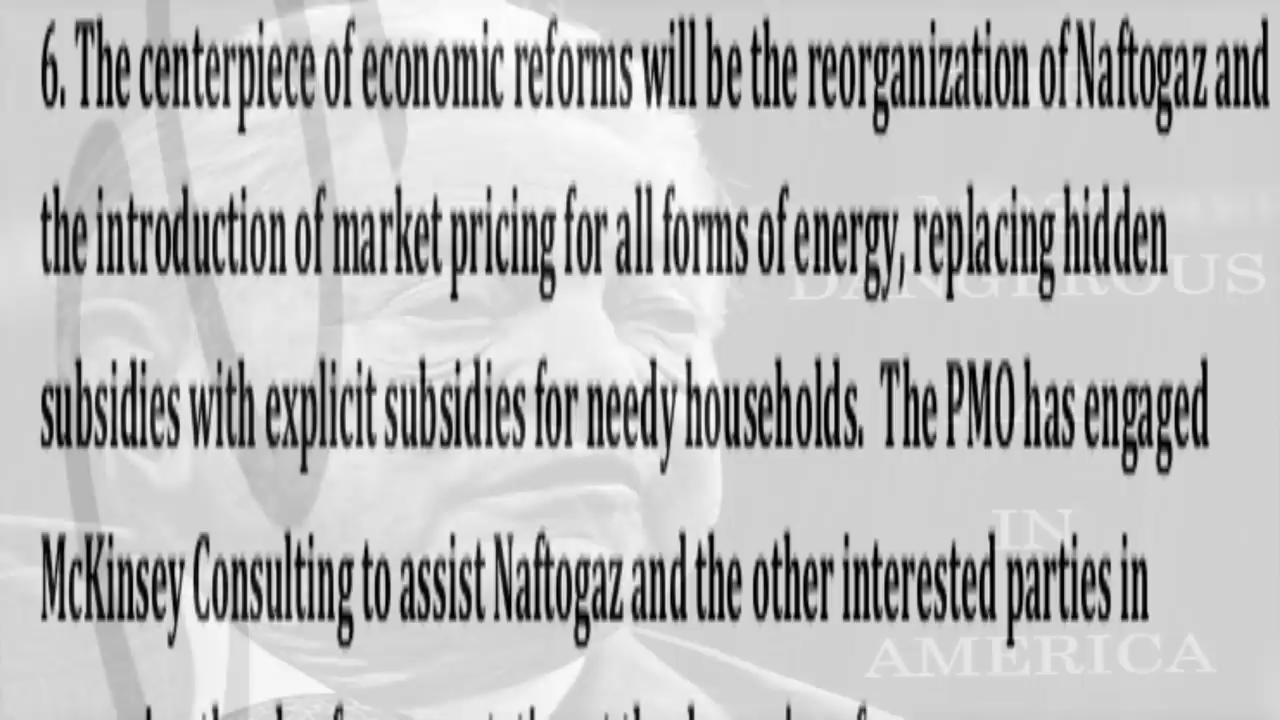 6. The centerpiece of economic reforms will be the reorganization of Naftogaz and
the introduction of market pricing for all forms of energy, replacing hidden
subsidies with explicit subsidies for needy households. The PMO has engaged
McKinsey Consulting to assist Naftogaz and the other interested parties in
DANGEROUS
IN
AMERICA